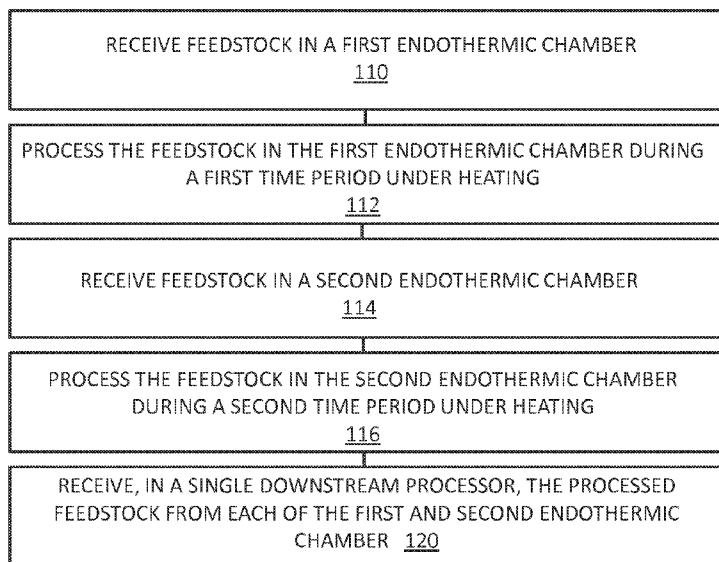 RECEIVE FEEDSTOCK IN A FIRST ENDOTHERMIC CHAMBER
110
PROCESS THE FEEDSTOCK IN THE FIRST ENDOTHERMIC CHAMBER DURING
A FIRST TIME PERIOD UNDER HEATING
112
RECEIVE FEEDSTOCK IN A SECOND ENDOTHERMIC CHAMBER
114
PROCESS THE FEEDSTOCK IN THE SECOND ENDOTHERMIC CHAMBER
DURING A SECOND TIME PERIOD UNDER HEATING
116
RECEIVE, IN A SINGLE DOWNSTREAM PROCESSOR, THE PROCESSED
FEEDSTOCK FROM EACH OF THE FIRST AND SECOND ENDOTHERMIC
CHAMBER 120